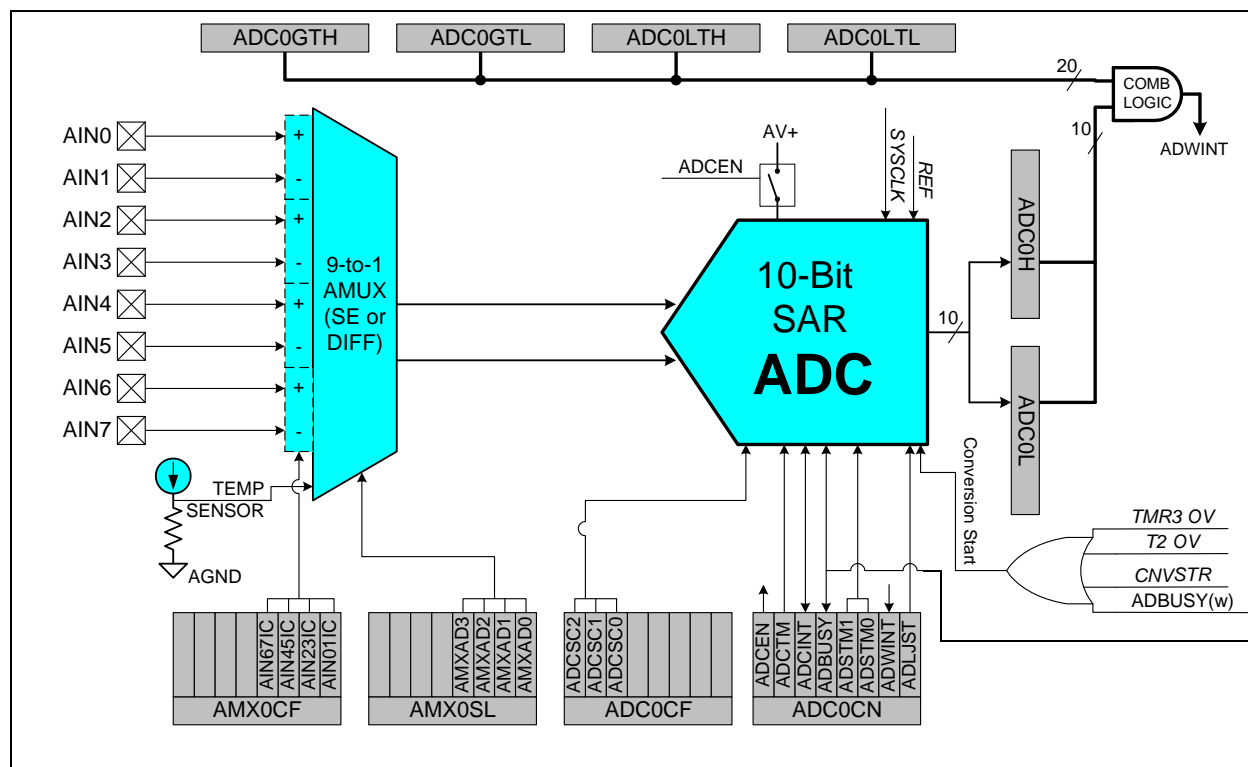 ADC0GTH
ADC0GTL
ADC0LTH
ADC0LTL
20
COMB
LOGIC
10
ADWINT
AIN0
AIN1
AIN2
AIN3
AIN4
AIN5
AIN6
AIN7
+
-
+
-
+
-
+
-
9-to-1
AMUX
(SE or
DIFF)
AV+
ADCEN
SYSCLK
REF
10-Bit
SAR
ADC
10
ADC0H
ADC0L
TEMP
SENSOR
AGND
Conversion Start
TMR3 OV
T2 OV
CNVSTR
ADBUSY(w)
AIN67IC
AIN45IC
AIN23IC
AIN01IC
AMX0CF
AMXAD3
AMXAD2
AMXAD1
AMXAD0
AMX0SL
ADCSC2
ADCSC1
ADCSC0
ADC0CF
ADCEN
ADCTM
ADCINT
ADBUSY
ADSTM1
ADSTM0
ADWINT
ADLJST
ADC0CN